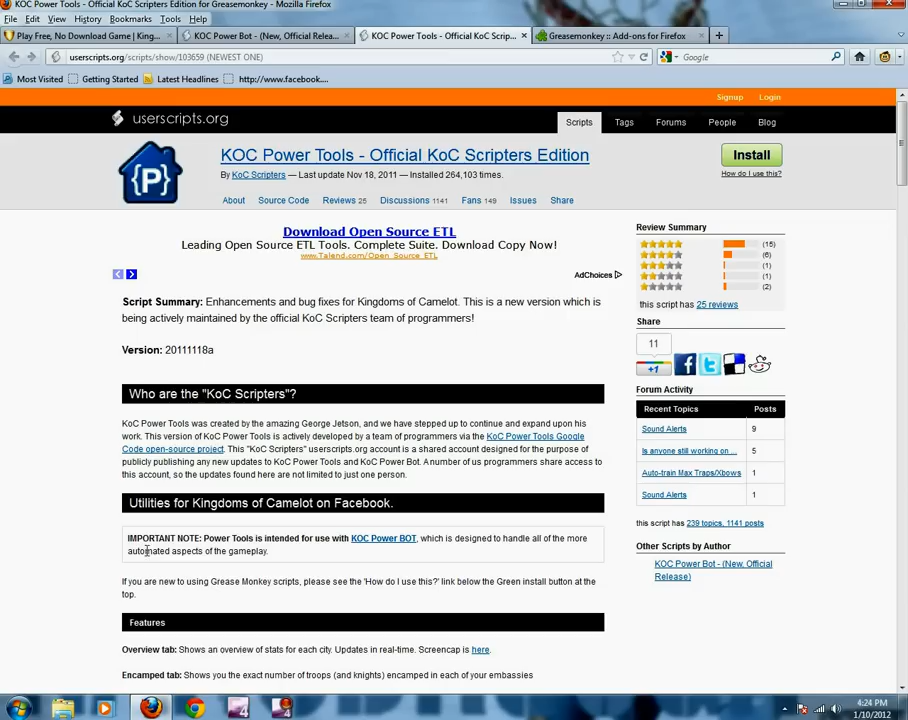 KOC Power Tools - Official KoC Scripters Edition for Greasemonkey - Mozilla Firefox
File Edit View History Bookmarks Tools Help
Play Free, No Download Game | King... KOC Power Bot - (New, Official Relea... KOC Power Tools - Official KoC Scrip... Greasemonkey :: Add-ons for Firefox
userscripts.org/scripts/show/103659 (NEWEST ONE) Google
Most Visited Getting Started Latest Headlines http://www.facebook....
Signup Login
userscripts.org Scripts Tags Forums People Blog
KOC Power Tools - Official KoC Scripters Edition Install
By KoC Scripters — Last update Nov 18, 2011 — Installed 264,103 times. How do I use this?
About Source Code Reviews 25 Discussions 1141 Fans 149 Issues Share
Download Open Source ETL
Leading Open Source ETL Tools. Complete Suite. Download Copy Now!
www.Talend.com/Open_Source_ETL
AdChoices
Script Summary: Enhancements and bug fixes for Kingdoms of Camelot. This is a new version which is
being actively maintained by the official KoC Scripters team of programmers!
Version: 20111118a
Who are the "KoC Scripters"?
KoC Power Tools was created by the amazing George Jetson, and we have stepped up to continue and expand upon his
work. This version of KoC Power Tools is actively developed by a team of programmers via the KoC Power Tools Google
Code open-source project. This "KoC Scripters" userscripts.org account is a shared account designed for the purpose of
publicly publishing any new updates to KoC Power Tools and KoC Power Bot. A number of us programmers share access to
this account, so the updates found here are not limited to just one person.
Utilities for Kingdoms of Camelot on Facebook.
IMPORTANT NOTE: Power Tools is intended for use with KOC Power BOT, which is designed to handle all of the more
automated aspects of the gameplay.
If you are new to using Grease Monkey scripts, please see the 'How do I use this?' link below the Green install button at the
top.
Features
Overview tab: Shows an overview of stats for each city. Updates in real-time. Screencap is here.
Encamped tab: Shows you the exact number of troops (and knights) encamped in each of your embassies
Review Summary
(15)
(6)
(1)
(1)
(2)
this script has 25 reviews
Share
11
+1
Forum Activity
Recent Topics Posts
Sound Alerts 9
Is anyone still working on ... 5
Auto-train Max Traps/Xbows 1
Sound Alerts 1
this script has 239 topics, 1141 posts
Other Scripts by Author
KOC Power Bot - (New, Official
Release)
4:24 PM
1/10/2012